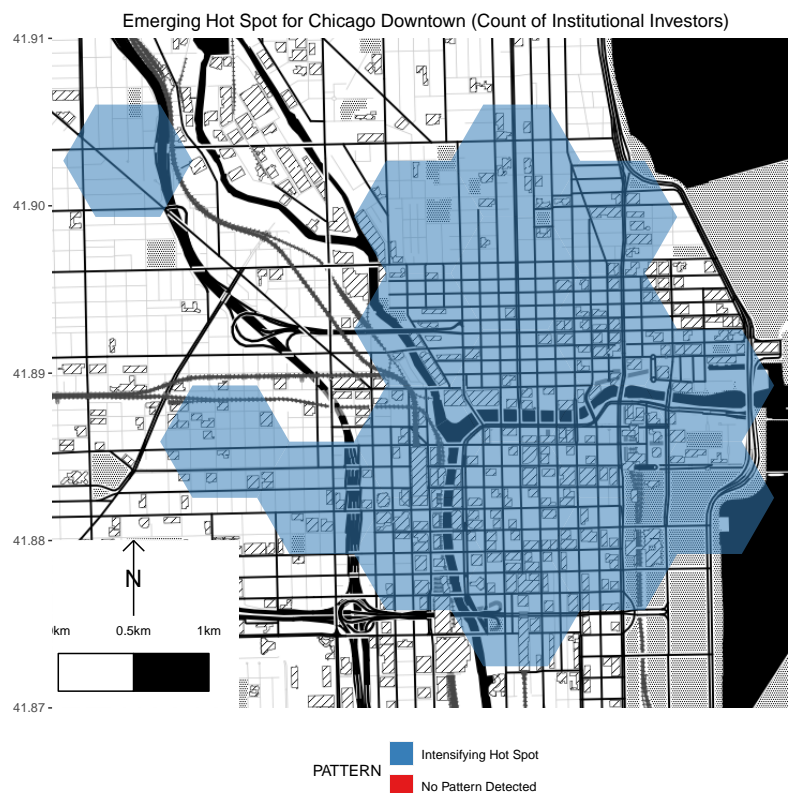 Emerging Hot Spot for Chicago Downtown (Count of Institutional Investors)
41.91
41.90
41.89
41.88
41.87
N
km 0.5km 1km
PATTERN
Intensifying Hot Spot
No Pattern Detected